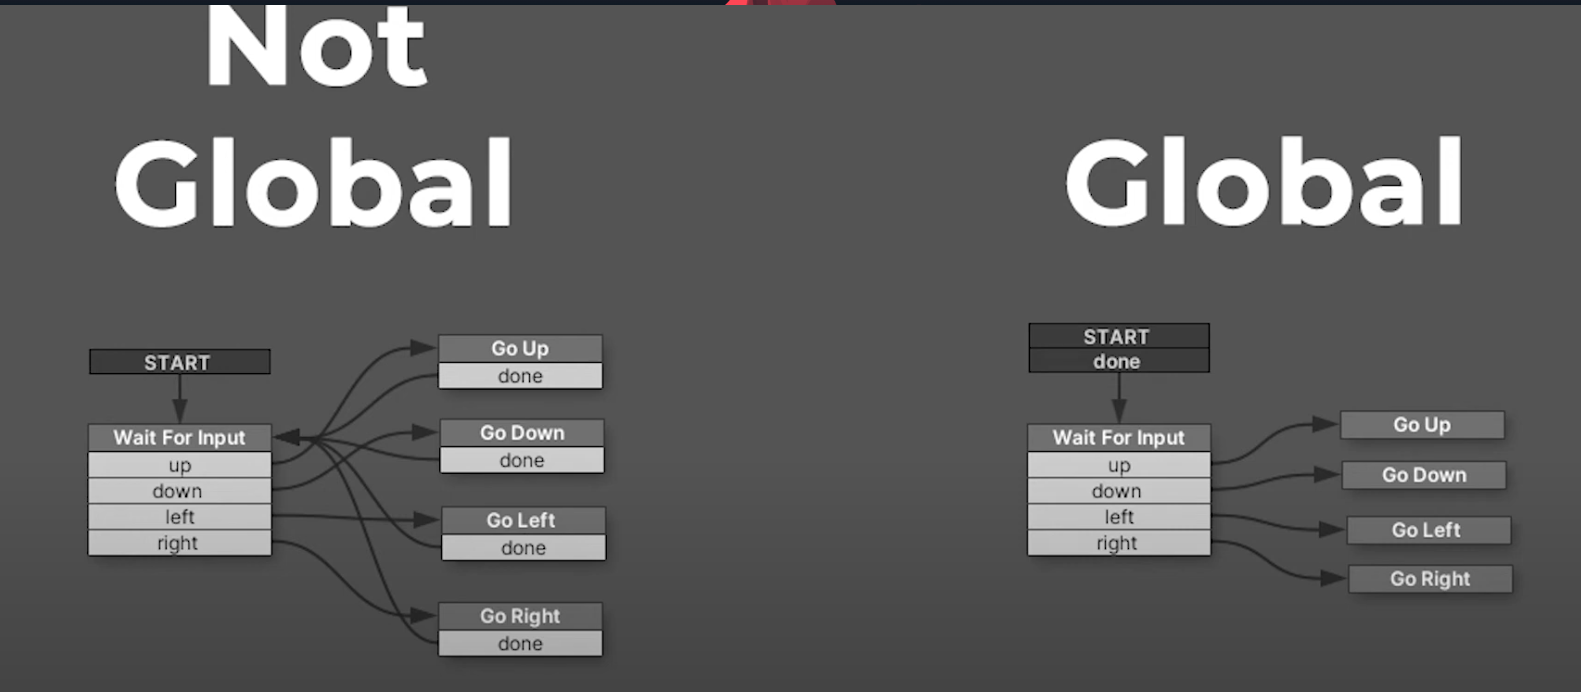 Not
Global
START
Wait For Input
up
down
left
right
Go Up
done
Go Down
done
Go Left
done
Go Right
done
Global
START
done
Wait For Input
up
down
left
right
Go Up
Go Down
Go Left
Go Right